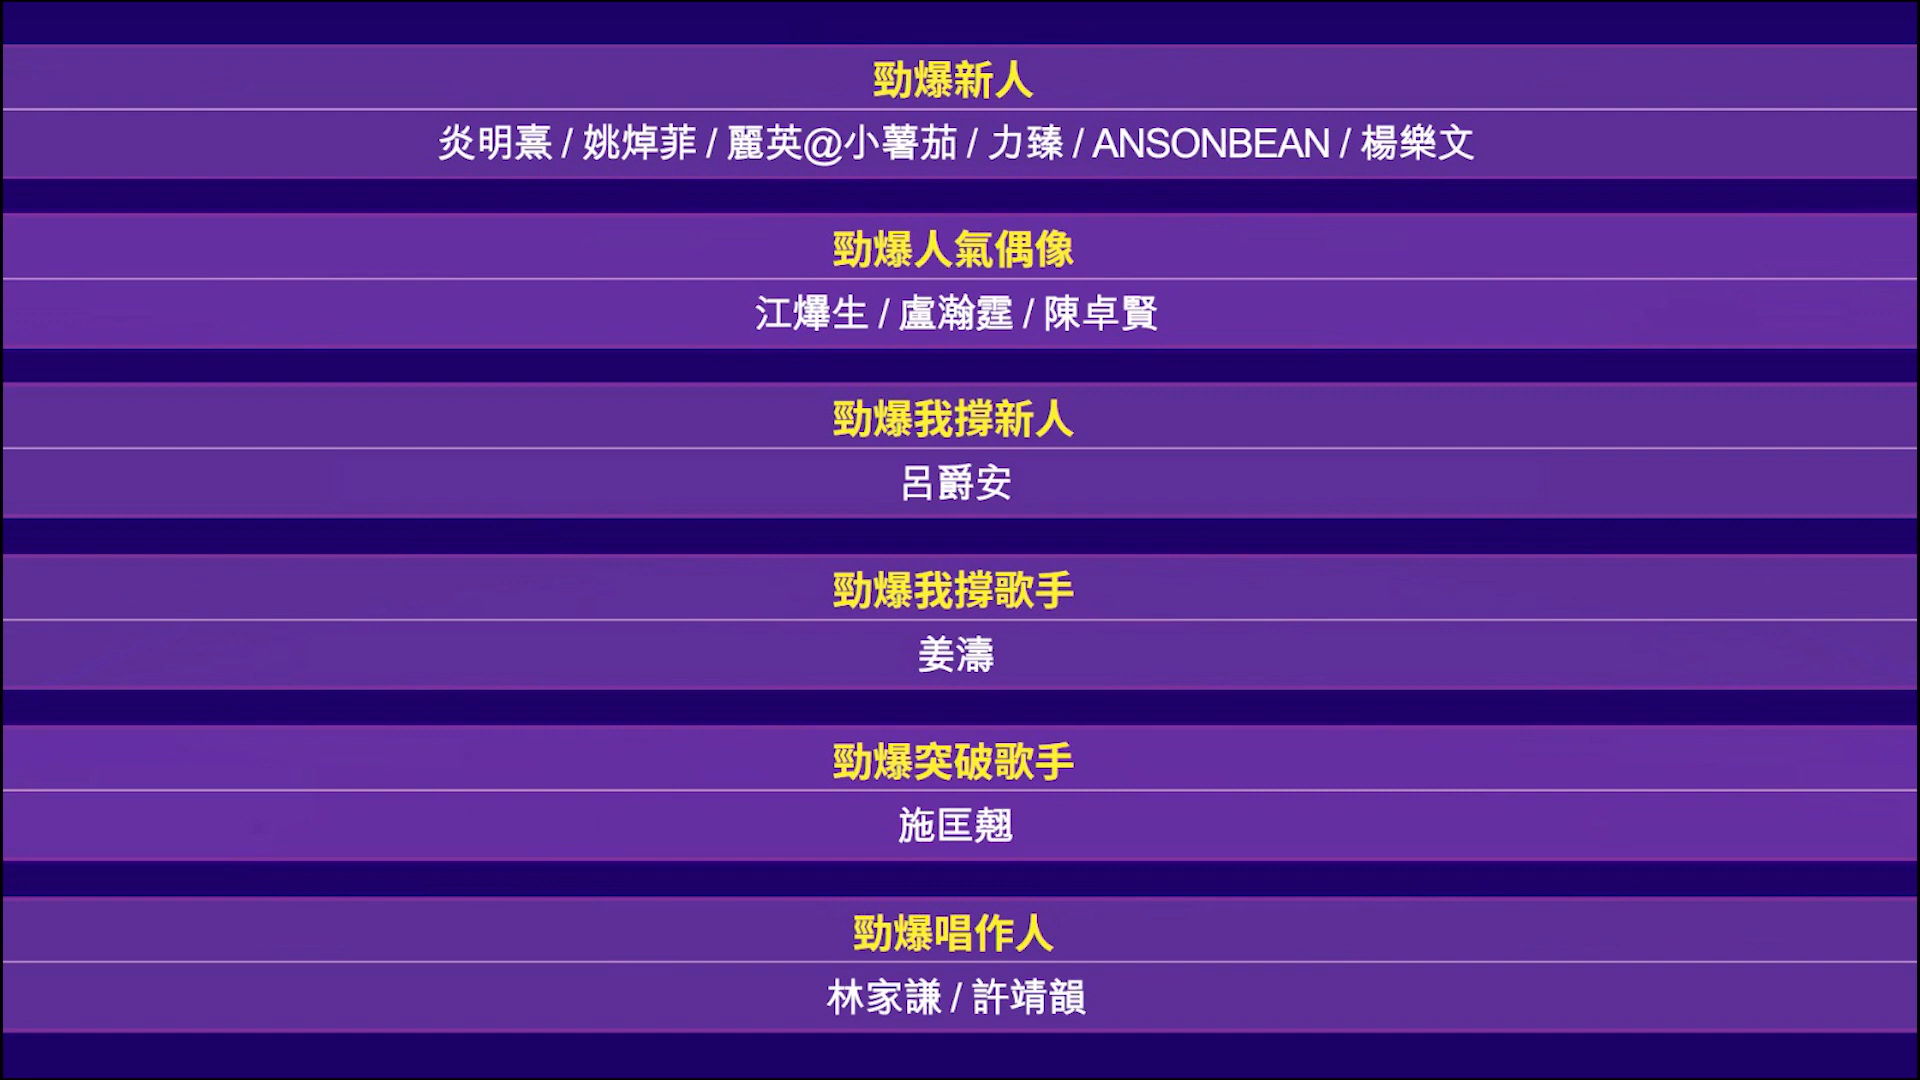 勁爆新人
炎明熹 / 姚焯菲 / 麗英@小薯茄 / 力臻 / ANSONBEAN / 楊樂文
勁爆人氣偶像
江𤒹生 / 盧瀚霆 / 陳卓賢
勁爆我撐新人
呂爵安
勁爆我撐歌手
姜濤
勁爆突破歌手
施匡翹
勁爆唱作人
林家謙 / 許靖韻